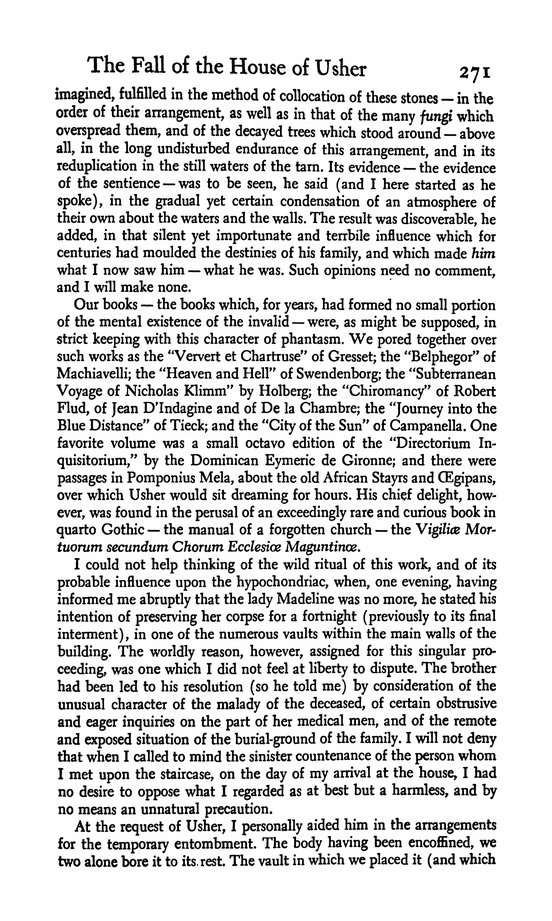 The Fall of the House of Usher 271
imagined, fulfilled in the method of collocation of these stones — in the
order of their arrangement, as well as in that of the many fungi which
overspread them, and of the decayed trees which stood around — above
all, in the long undisturbed endurance of this arrangement, and in its
reduplication in the still waters of the tarn. Its evidence — the evidence
of the sentience — was to be seen, he said (and I here started as he
spoke), in the gradual yet certain condensation of an atmosphere of
their own about the waters and the walls. The result was discoverable, he
added, in that silent yet importunate and terrbile influence which for
centuries had moulded the destinies of his family, and which made him
what I now saw him — what he was. Such opinions need no comment,
and I will make none.
Our books — the books which, for years, had formed no small portion
of the mental existence of the invalid — were, as might be supposed, in
strict keeping with this character of phantasm. We pored together over
such works as the “Ververt et Chartruse” of Gresset; the “Belphegor” of
Machiavelli; the “Heaven and Hell” of Swendenborg; the “Subterranean
Voyage of Nicholas Klimm” by Holberg; the “Chiromancy” of Robert
Flud, of Jean D’Indagine and of De la Chambre; the “Journey into the
Blue Distance” of Tieck; and the “City of the Sun” of Campanella. One
favorite volume was a small octavo edition of the “Directorium In-
quisitorium,” by the Dominican Eymeric de Gironne; and there were
passages in Pomponius Mela, about the old African Stayrs and Œgipans,
over which Usher would sit dreaming for hours. His chief delight, how-
ever, was found in the perusal of an exceedingly rare and curious book in
quarto Gothic — the manual of a forgotten church — the Vigiliæ Mor-
tuorum secundum Chorum Ecclesiœ Maguntinœ.
I could not help thinking of the wild ritual of this work, and of its
probable influence upon the hypochondriac, when, one evening, having
informed me abruptly that the lady Madeline was no more, he stated his
intention of preserving her corpse for a fortnight (previously to its final
interment), in one of the numerous vaults within the main walls of the
building. The worldly reason, however, assigned for this singular pro-
ceeding, was one which I did not feel at liberty to dispute. The brother
had been led to his resolution (so he told me) by consideration of the
unusual character of the malady of the deceased, of certain obstrusive
and eager inquiries on the part of her medical men, and of the remote
and exposed situation of the burial-ground of the family. I will not deny
that when I called to mind the sinister countenance of the person whom
I met upon the staircase, on the day of my arrival at the house, I had
no desire to oppose what I regarded as at best but a harmless, and by
no means an unnatural precaution.
At the request of Usher, I personally aided him in the arrangements
for the temporary entombment. The body having been encoffined, we
two alone bore it to its rest. The vault in which we placed it (and which